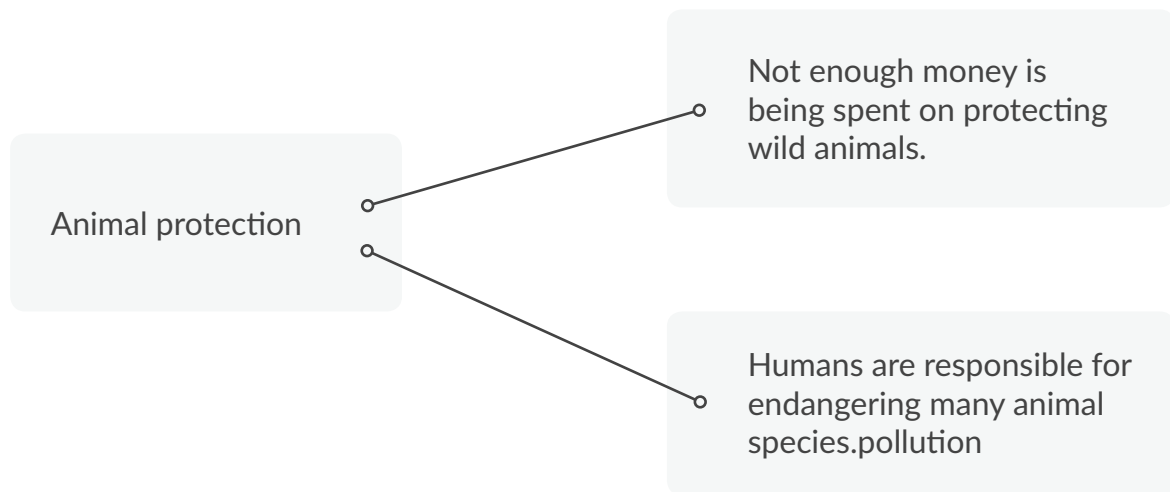 Animal protection
Not enough money is
being spent on protecting
wild animals.
Humans are responsible for
endangering many animal
species.pollution